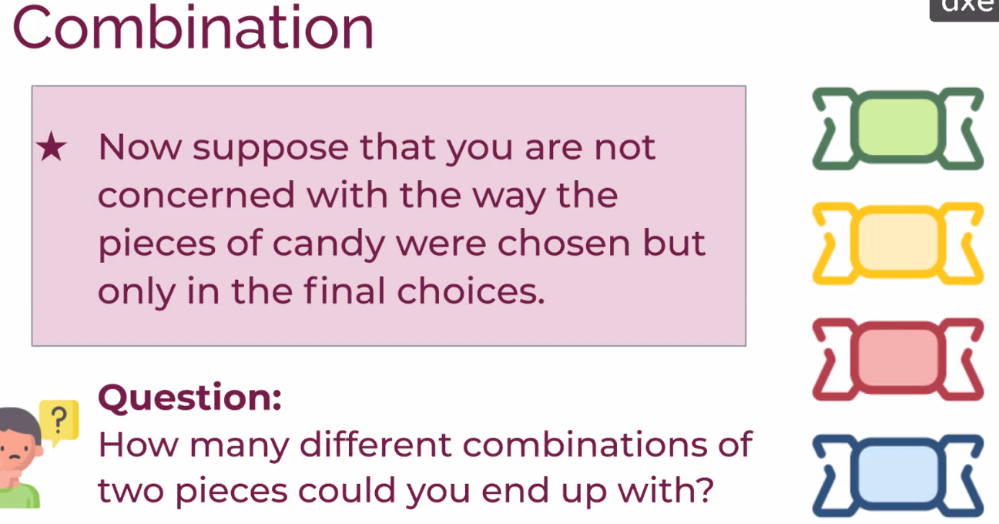 Combination
★ Now suppose that you are not
concerned with the way the
pieces of candy were chosen but
only in the final choices.
Question:
?
How many different combinations of
two pieces could you end up with?